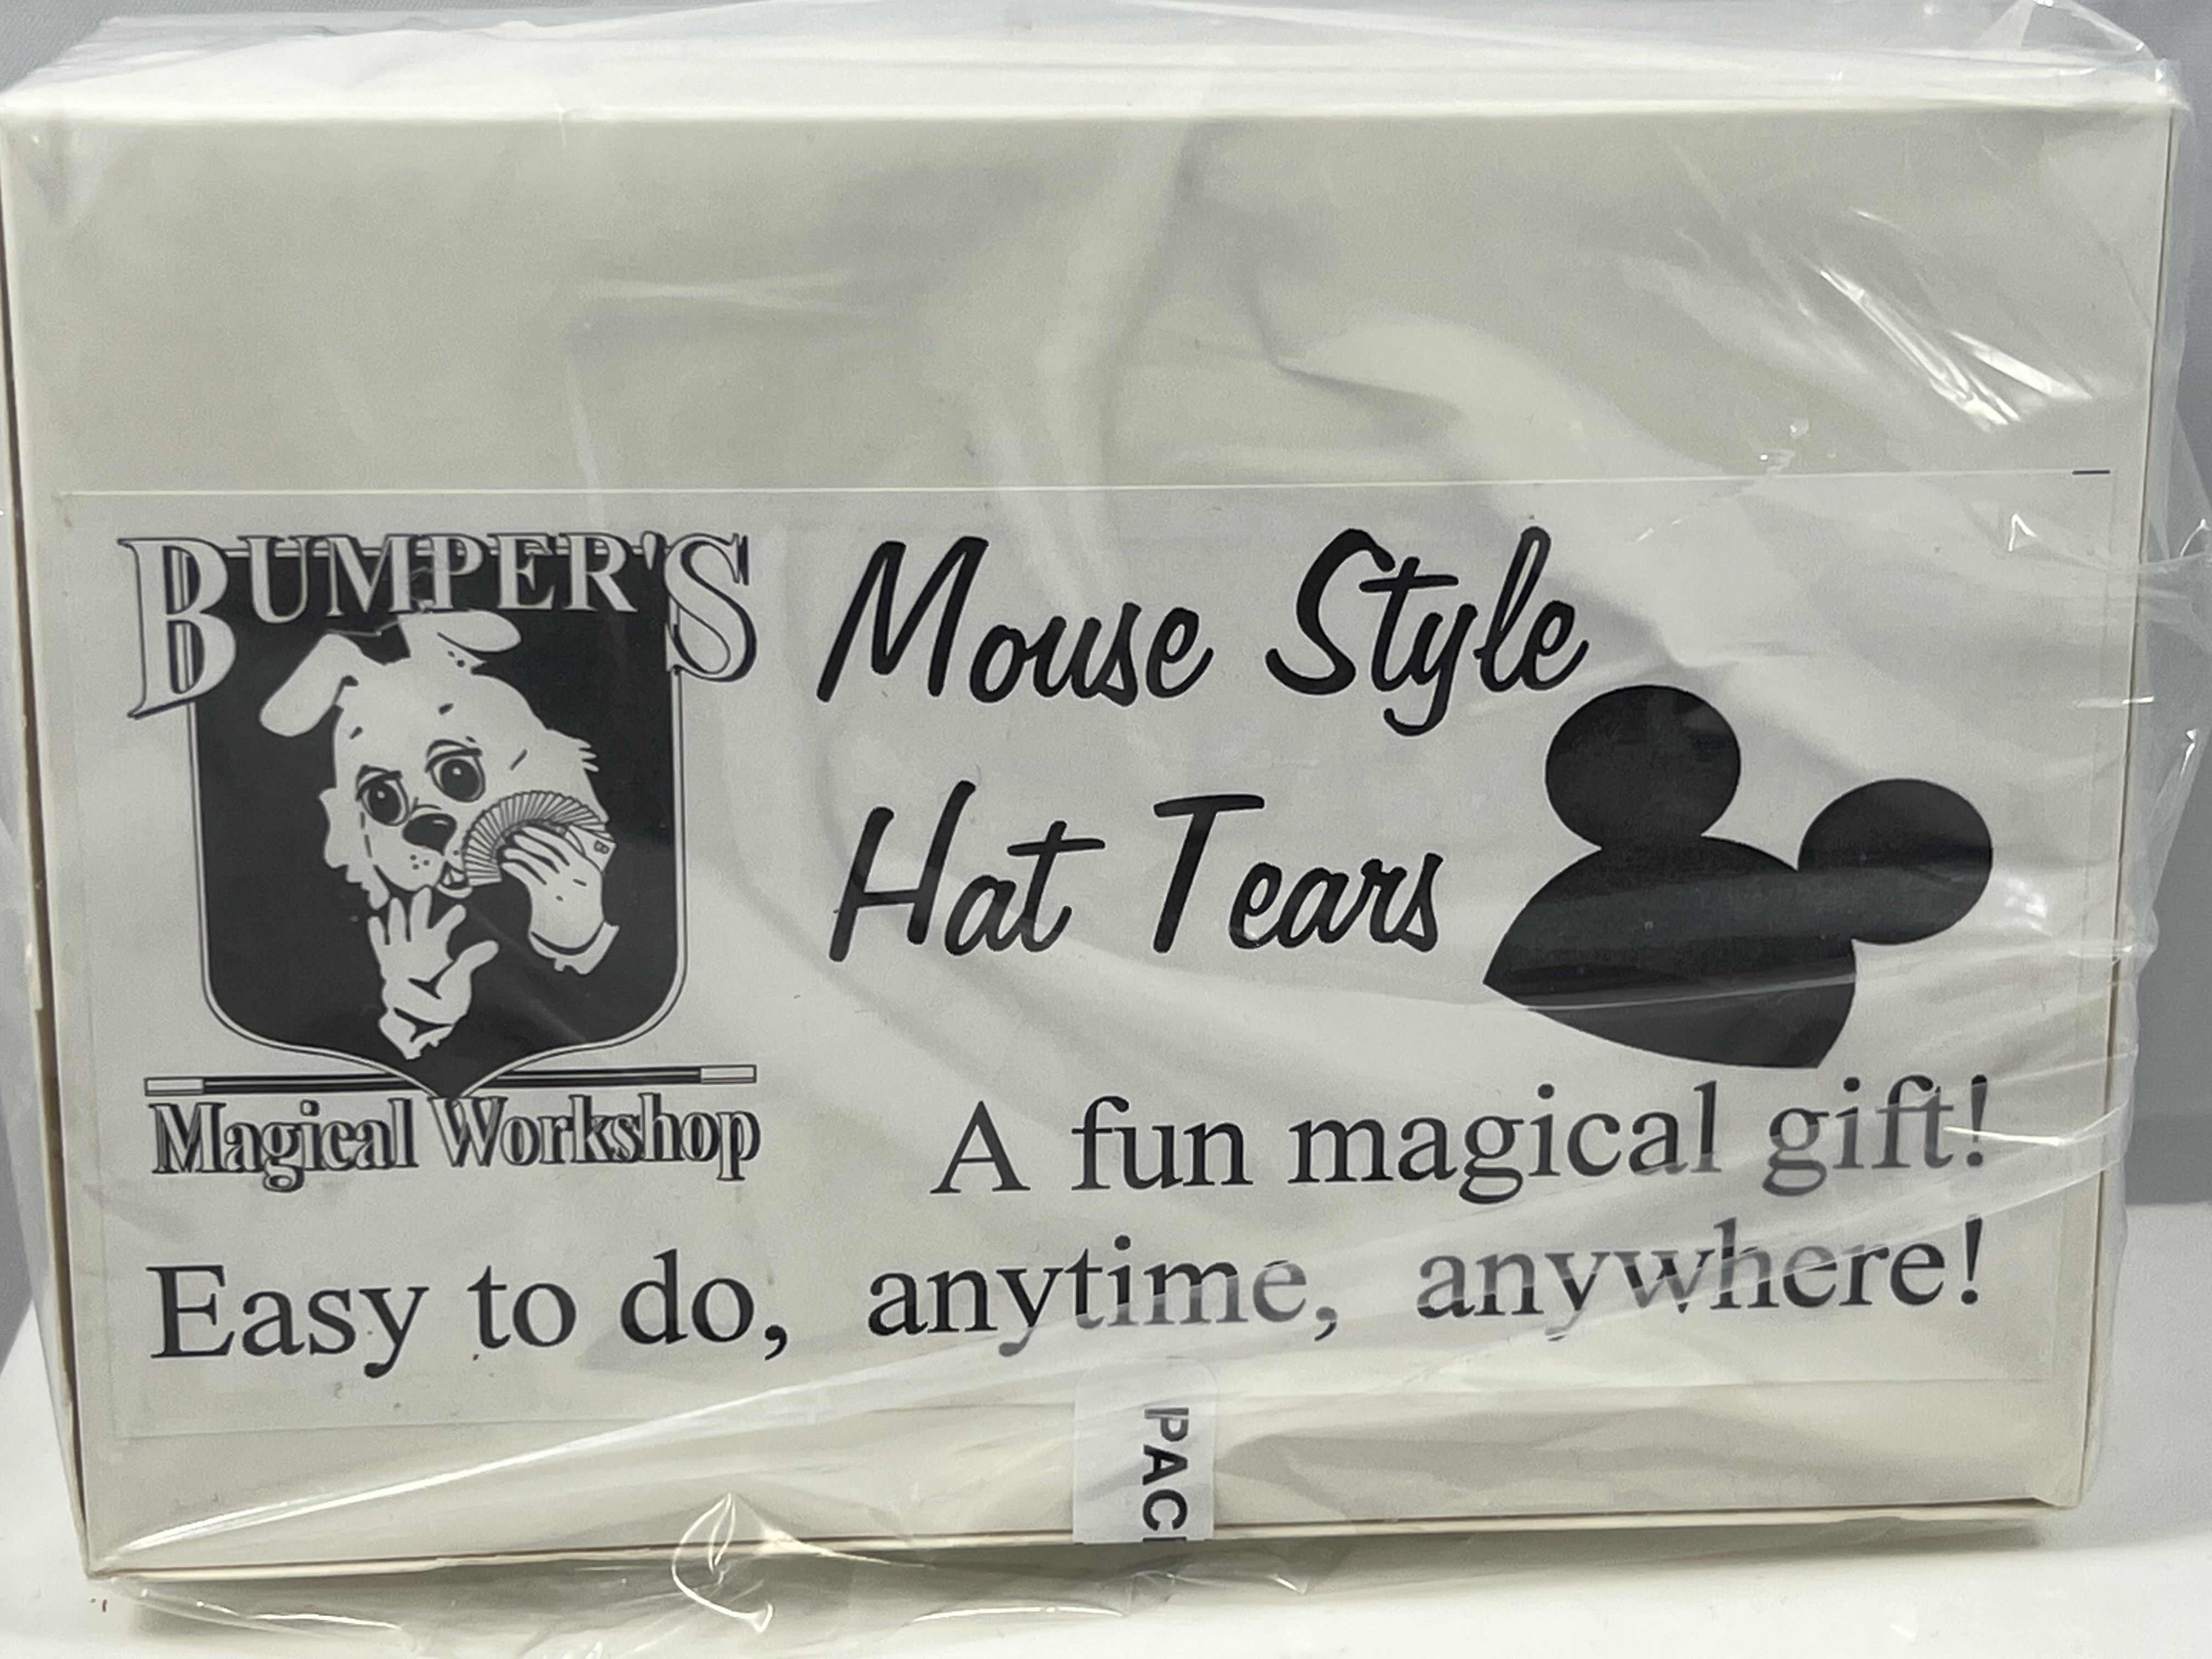 BUMPER'S
Magical Workshop
Mouse Style
Hat Tears
A fun magical gift!
Easy to do, anytime, anywhere!
PAC